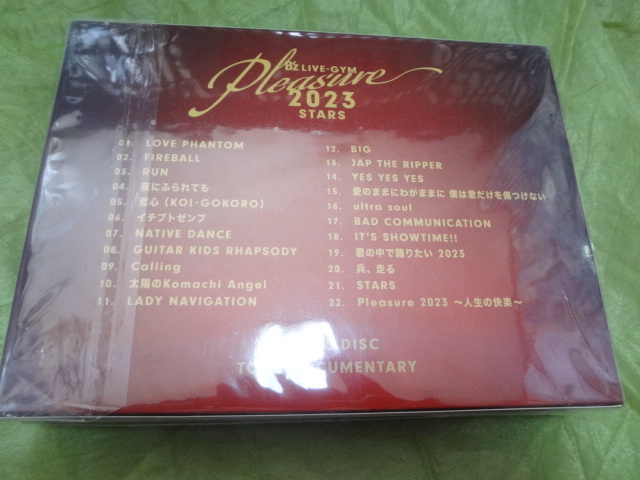 B'z LIVE-GYM
Pleasure
2023
STARS
01. LOVE PHANTOM
02. FIREBALL
03. RUN
04. 夜にふられても
05. 恋心 (KOI-GOKORO)
06. イチブトゼンブ
07. NATIVE DANCE
08. GUITAR KIDS RHAPSODY
09. Calling
10. 太陽のKomachi Angel
11. LADY NAVIGATION
12. BIG
13. JAP THE RIPPER
14. YES YES YES
15. 愛のままにわがままに 僕は君だけを傷つけない
16. ultra soul
17. BAD COMMUNICATION
18. IT'S SHOWTIME!!
19. 君の中で踊りたい 2023
20. 兵、走る
21. STARS
22. Pleasure 2023 〜人生の快楽〜
DISC